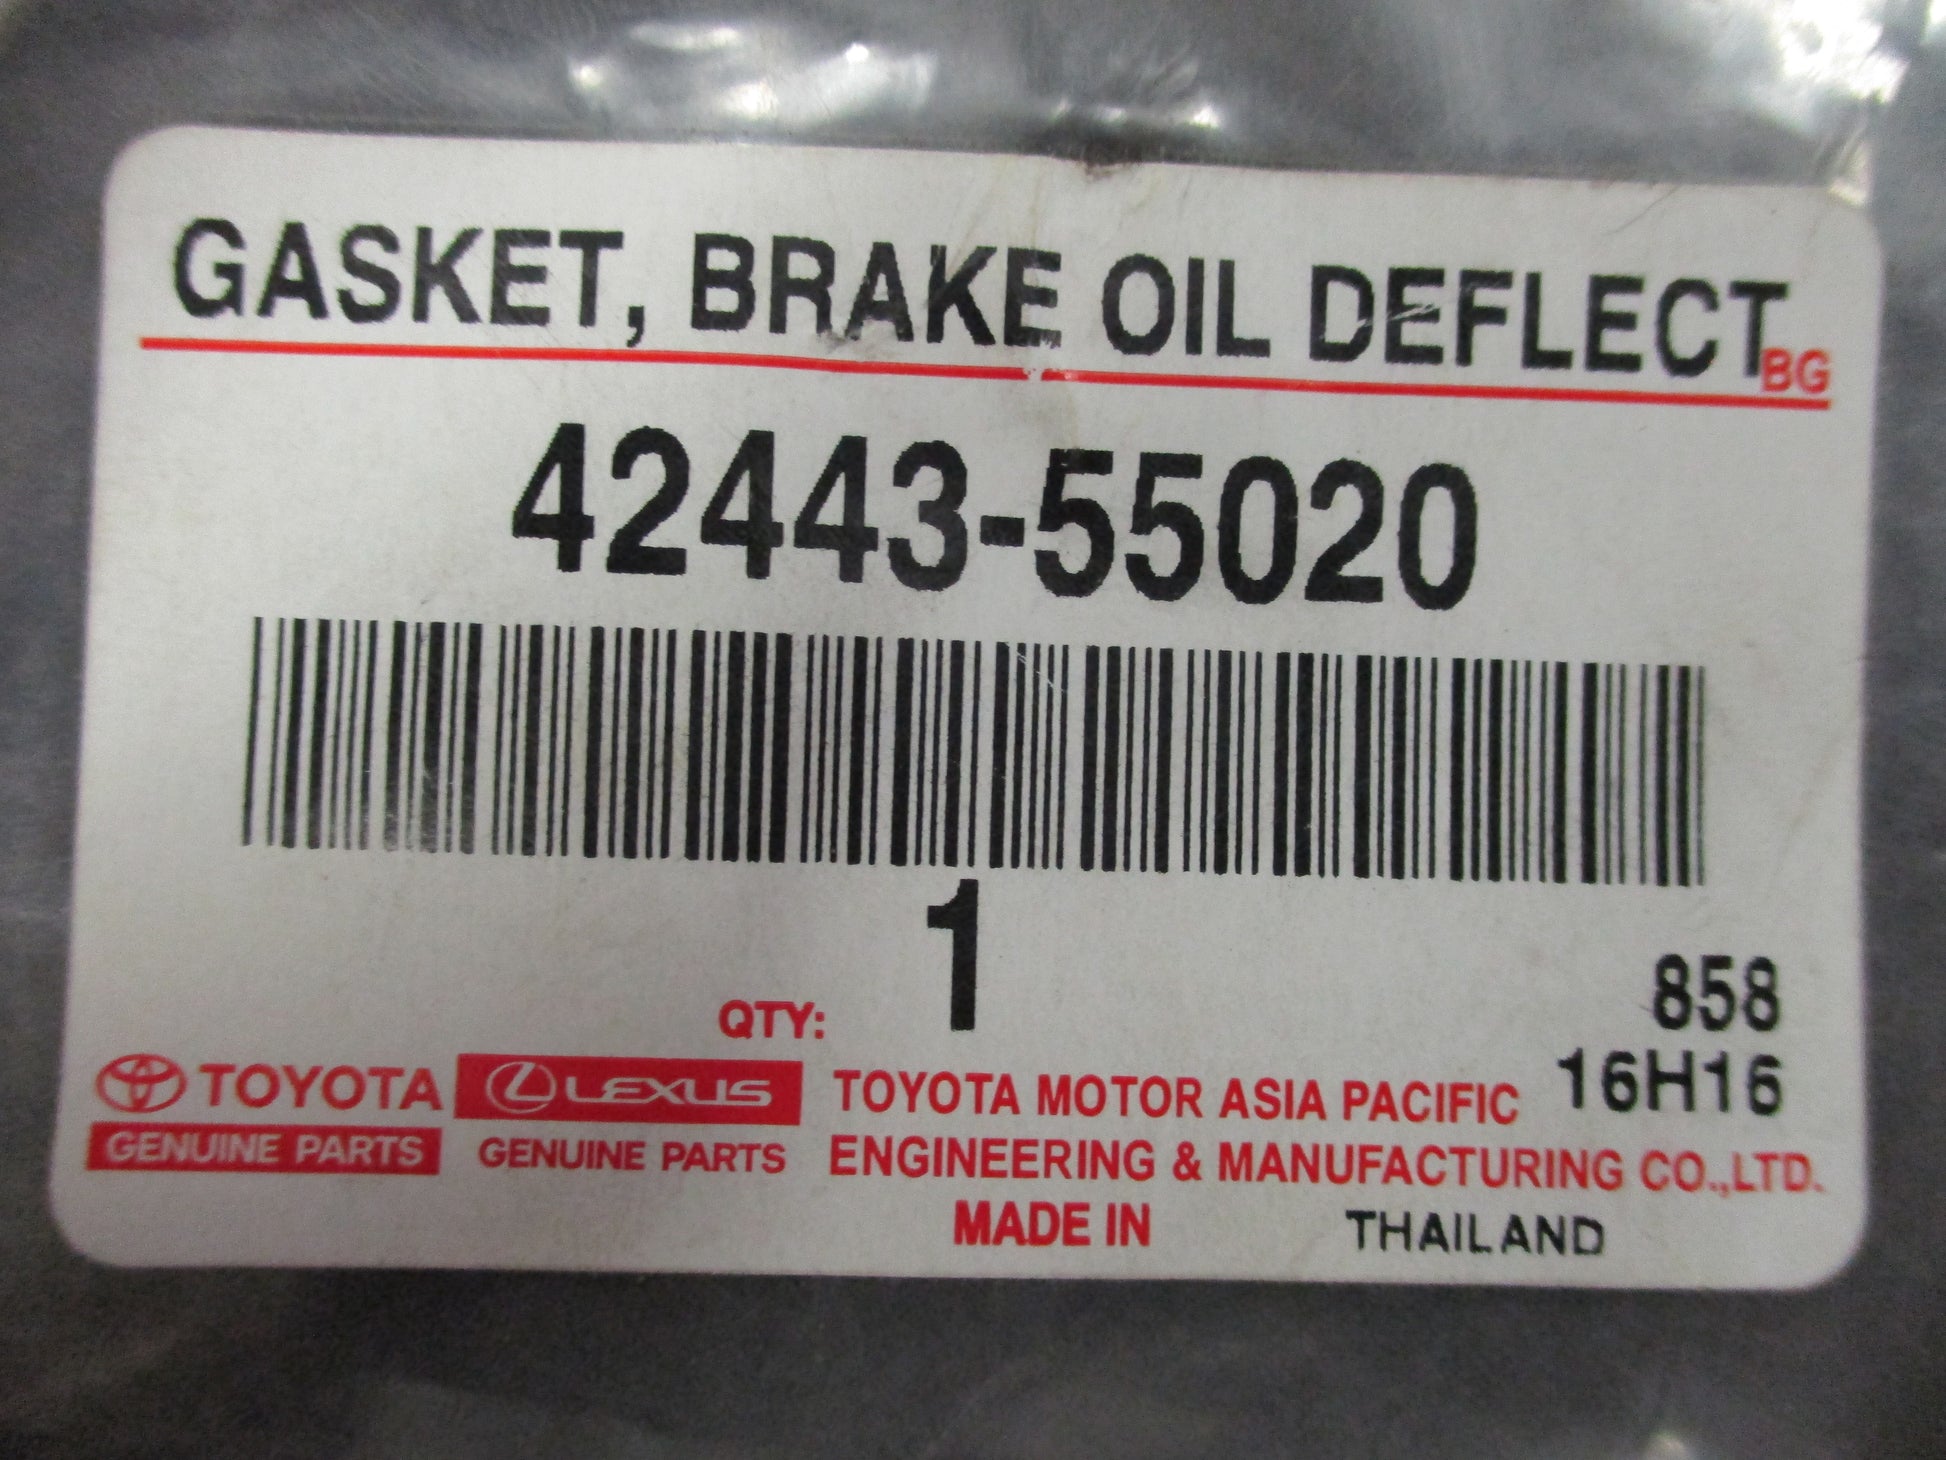 GASKET, BRAKE OIL DEFLECT
BG
42443-55020
1
QTY:
858
16H16
TOYOTA
GENUINE PARTS
LEXUS
GENUINE PARTS
TOYOTA MOTOR ASIA PACIFIC
ENGINEERING & MANUFACTURING CO.,LTD.
MADE IN THAILAND